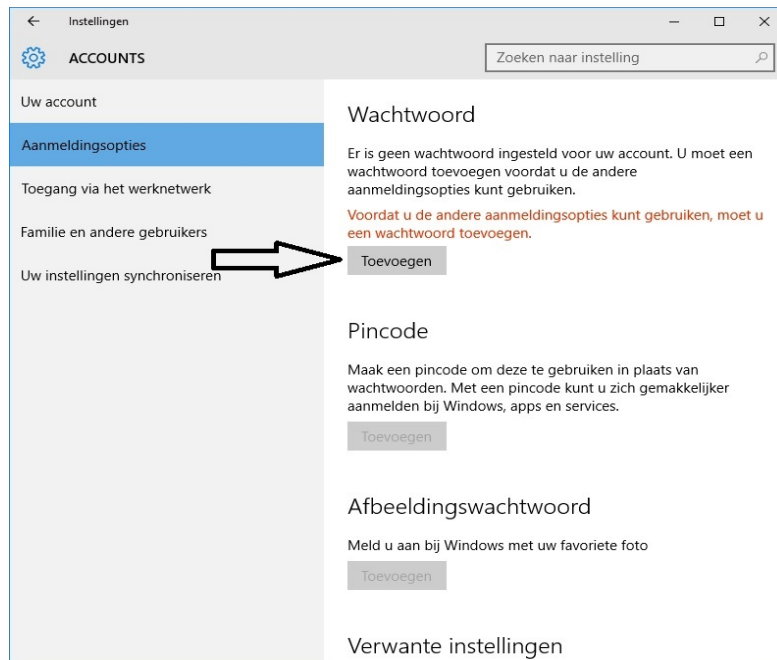 Instellingen
ACCOUNTS
Zoeken naar instelling
Uw account
Aanmeldingsopties
Toegang via het werknetwerk
Familie en andere gebruikers
Uw instellingen synchroniseren
Wachtwoord
Er is geen wachtwoord ingesteld voor uw account. U moet een
wachtwoord toevoegen voordat u de andere
aanmeldingsopties kunt gebruiken.
Voordat u de andere aanmeldingsopties kunt gebruiken, moet u
een wachtwoord toevoegen.
Toevoegen
Pincode
Maak een pincode om deze te gebruiken in plaats van
wachtwoorden. Met een pincode kunt u zich gemakkelijker
aanmelden bij Windows, apps en services.
Toevoegen
Afbeeldingswachtwoord
Meld u aan bij Windows met uw favoriete foto
Toevoegen
Verwante instellingen